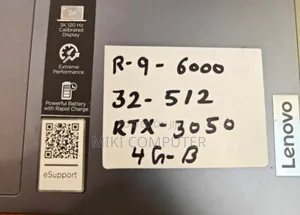 3K 120 Hz
Calibrated
Display
Extreme
Performance
Powerful Battery
with Rapid Charge
eSupport
R-9-6000
32-512
RTX-3050
4G-B
MIKI COMPUTER
Lenovo